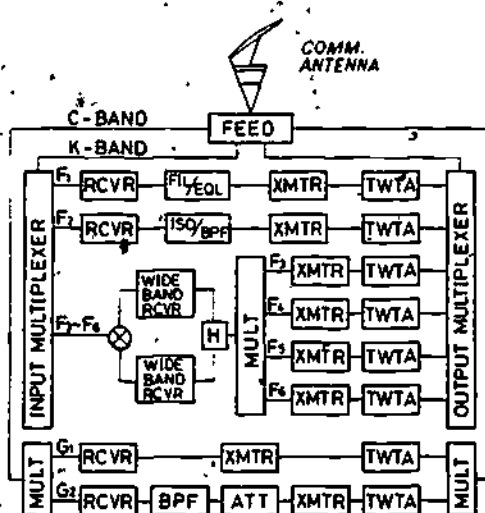 COMM.
ANTENNA
C-BAND
FEED
K-BAND
INPUT MULTIPLEXER
F1 RCVR FIL/EQL XMTR TWTA
F2 RCVR ISO/BPF XMTR TWTA
F3~F6
WIDE
BAND
RCVR
H
WIDE
BAND
RCVR
MULT
F3 XMTR TWTA
F4 XMTR TWTA
F5 XMTR TWTA
F6 XMTR TWTA
OUTPUT MULTIPLEXER
MULT
G1 RCVR XMTR TWTA
G2 RCVR BPF ATT XMTR TWTA
MULT